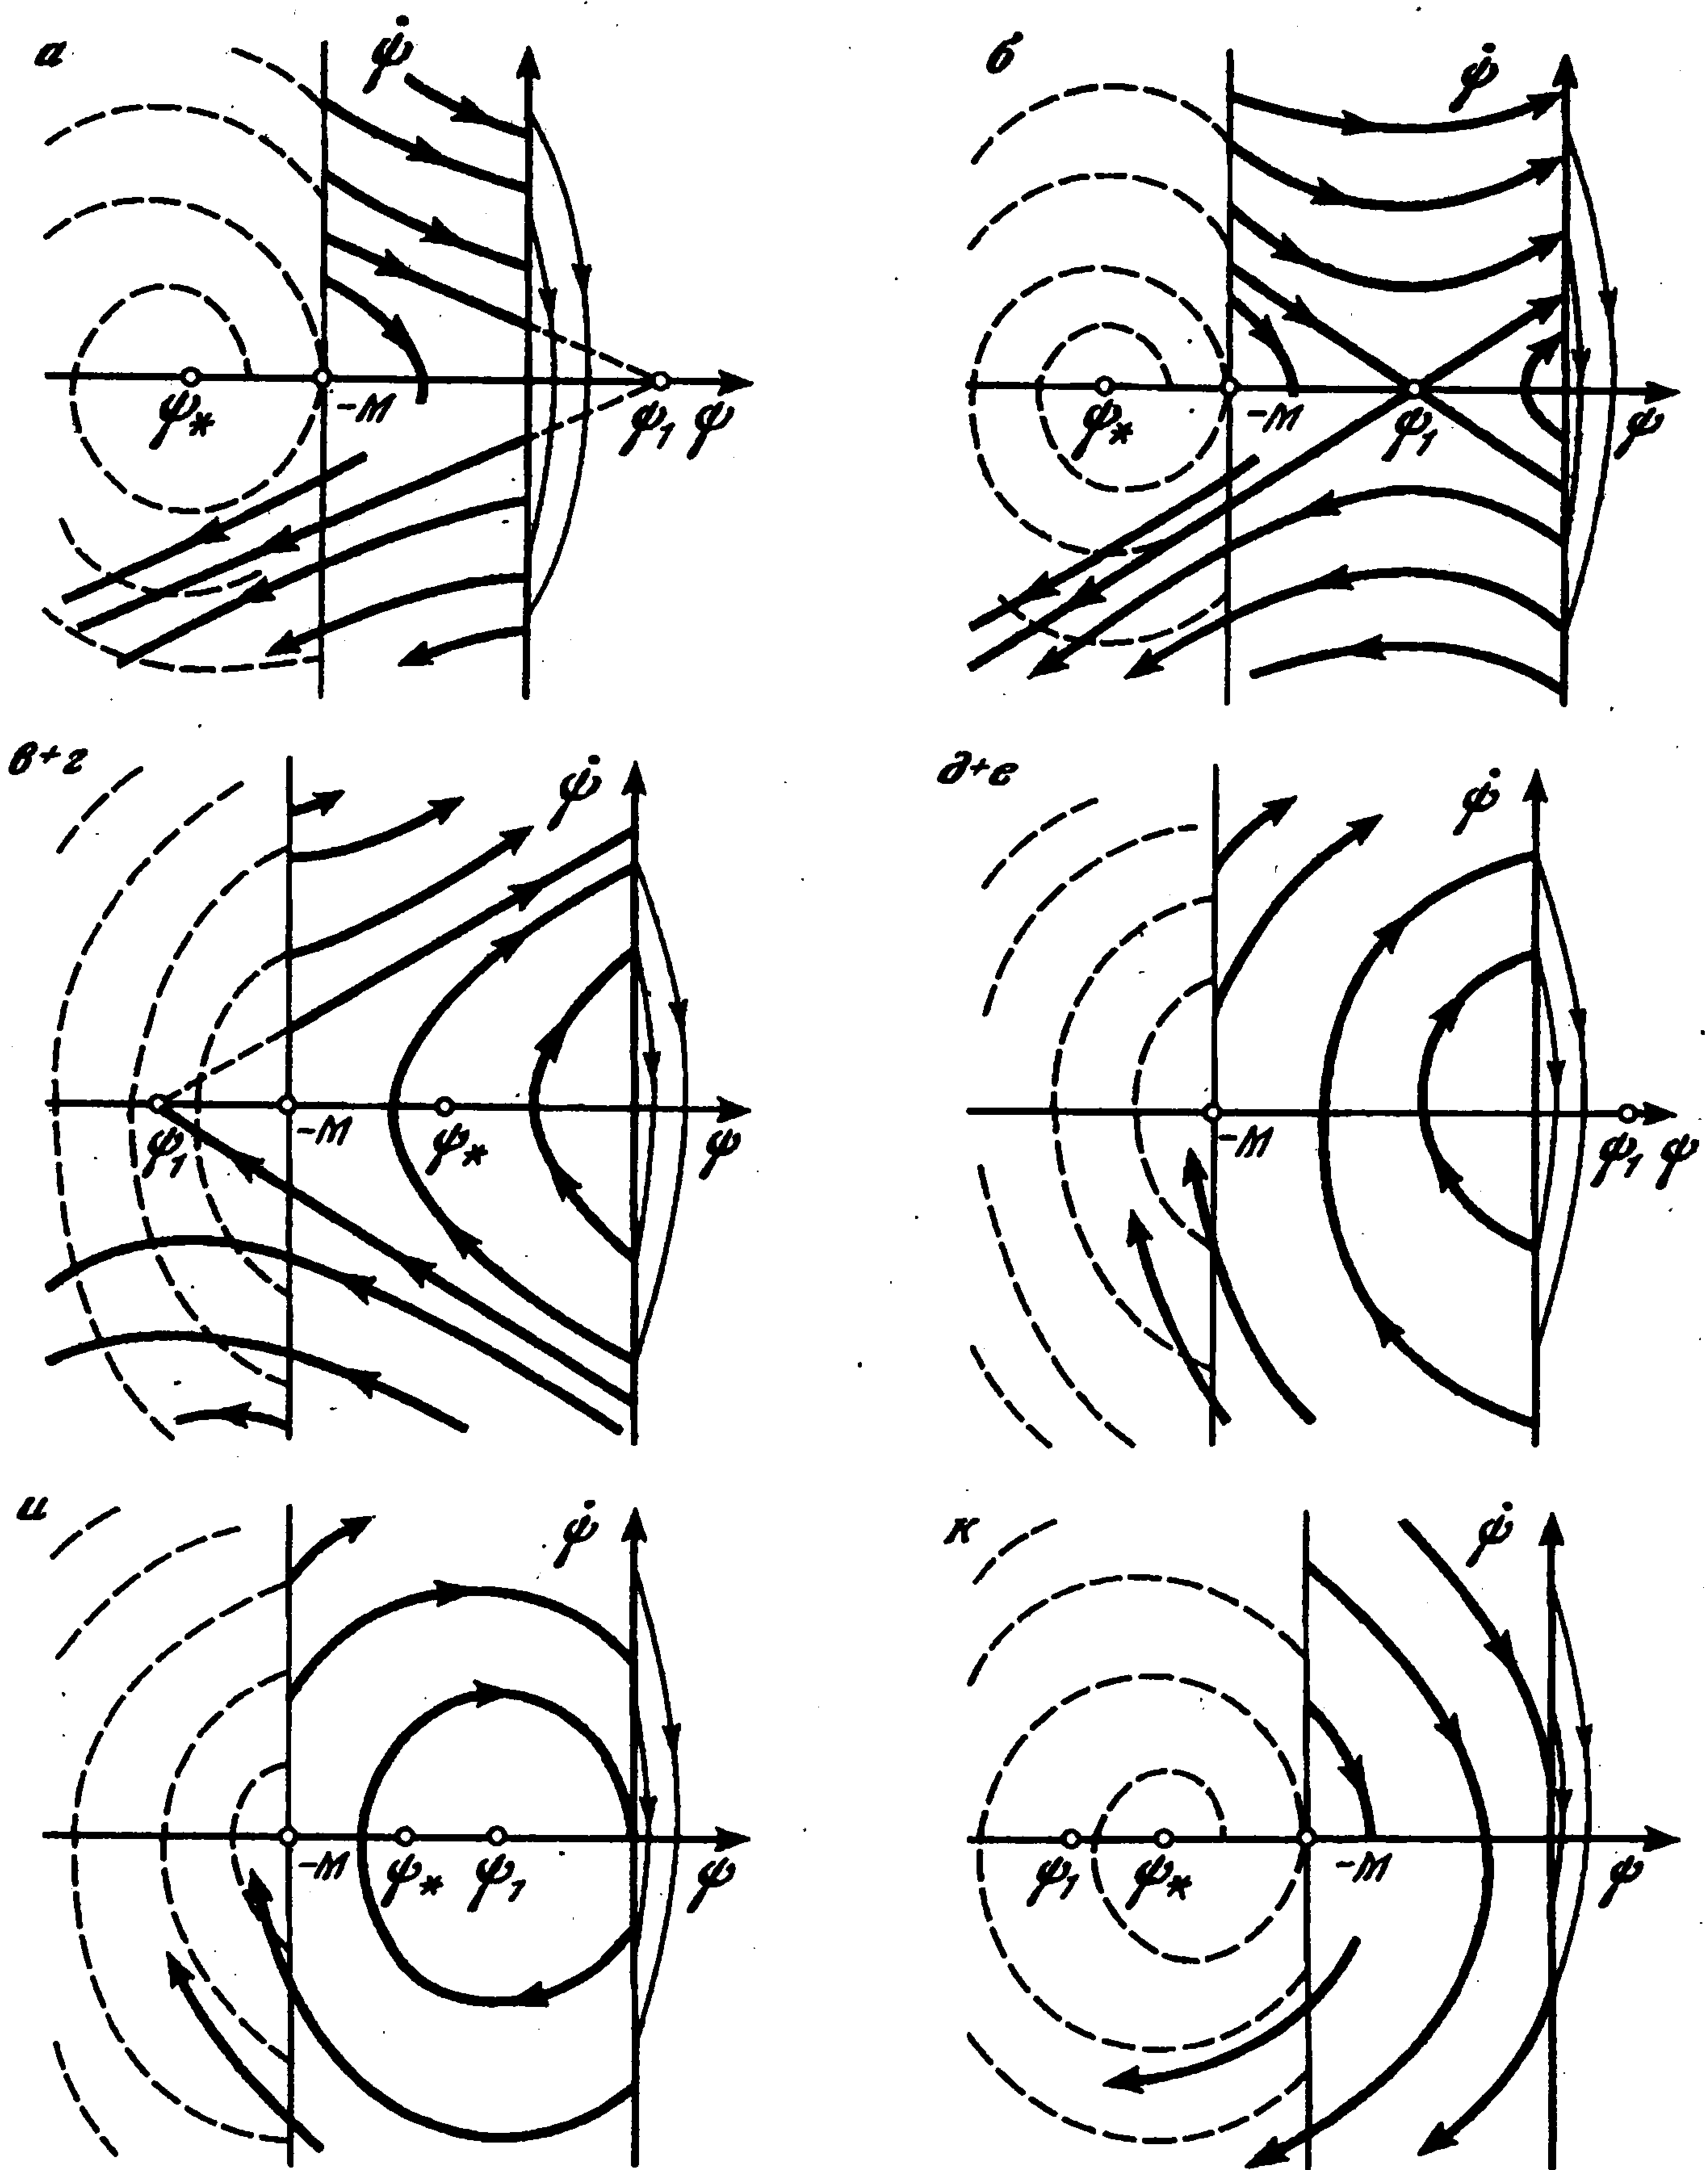 а
ψ̇
ψ* -М ψ₁ ψ
б
ψ̇
ψ* -М ψ₁ ψ
в+г
ψ̇
ψ₁ -М ψ* ψ
д+е
ψ̇
-М ψ₁ ψ
и
ψ̇
-М ψ* ψ₁ ψ
к
ψ̇
ψ₁ ψ* -М ψ